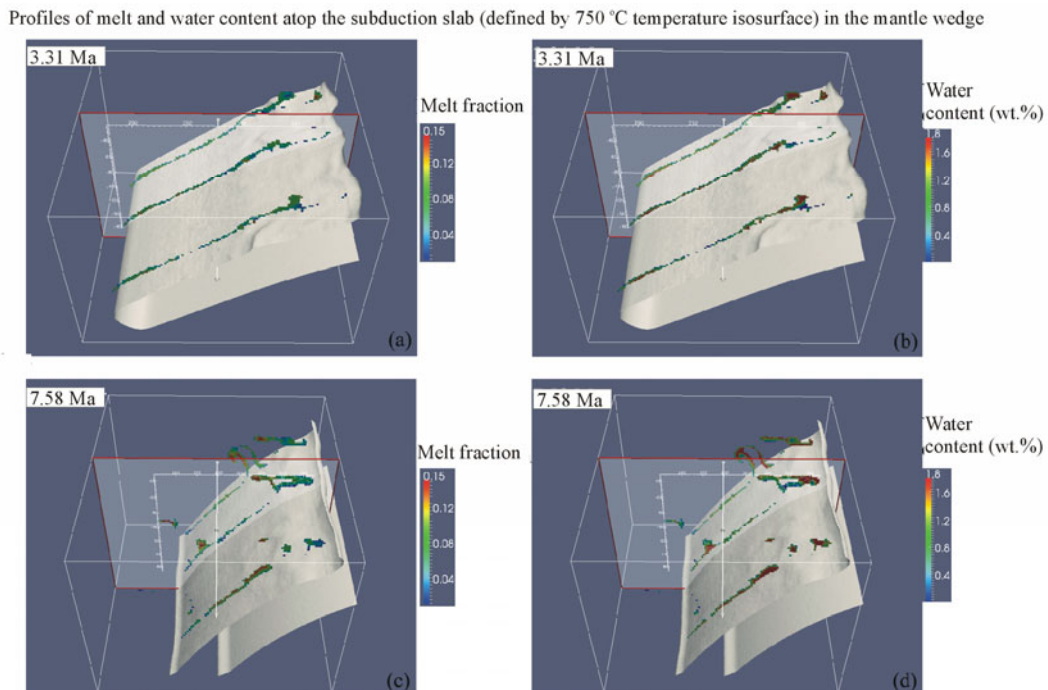 Profiles of melt and water content atop the subduction slab (defined by 750 °C temperature isosurface) in the mantle wedge
3.31 Ma
Melt fraction
0.15
0.12
0.08
0.04
(a)
3.31 Ma
Water
content (wt.%)
1.8
1.6
1.2
0.8
0.4
(b)
7.58 Ma
Melt fraction
0.15
0.12
0.08
0.04
(c)
7.58 Ma
Water
content (wt.%)
1.8
1.6
1.2
0.8
0.4
(d)